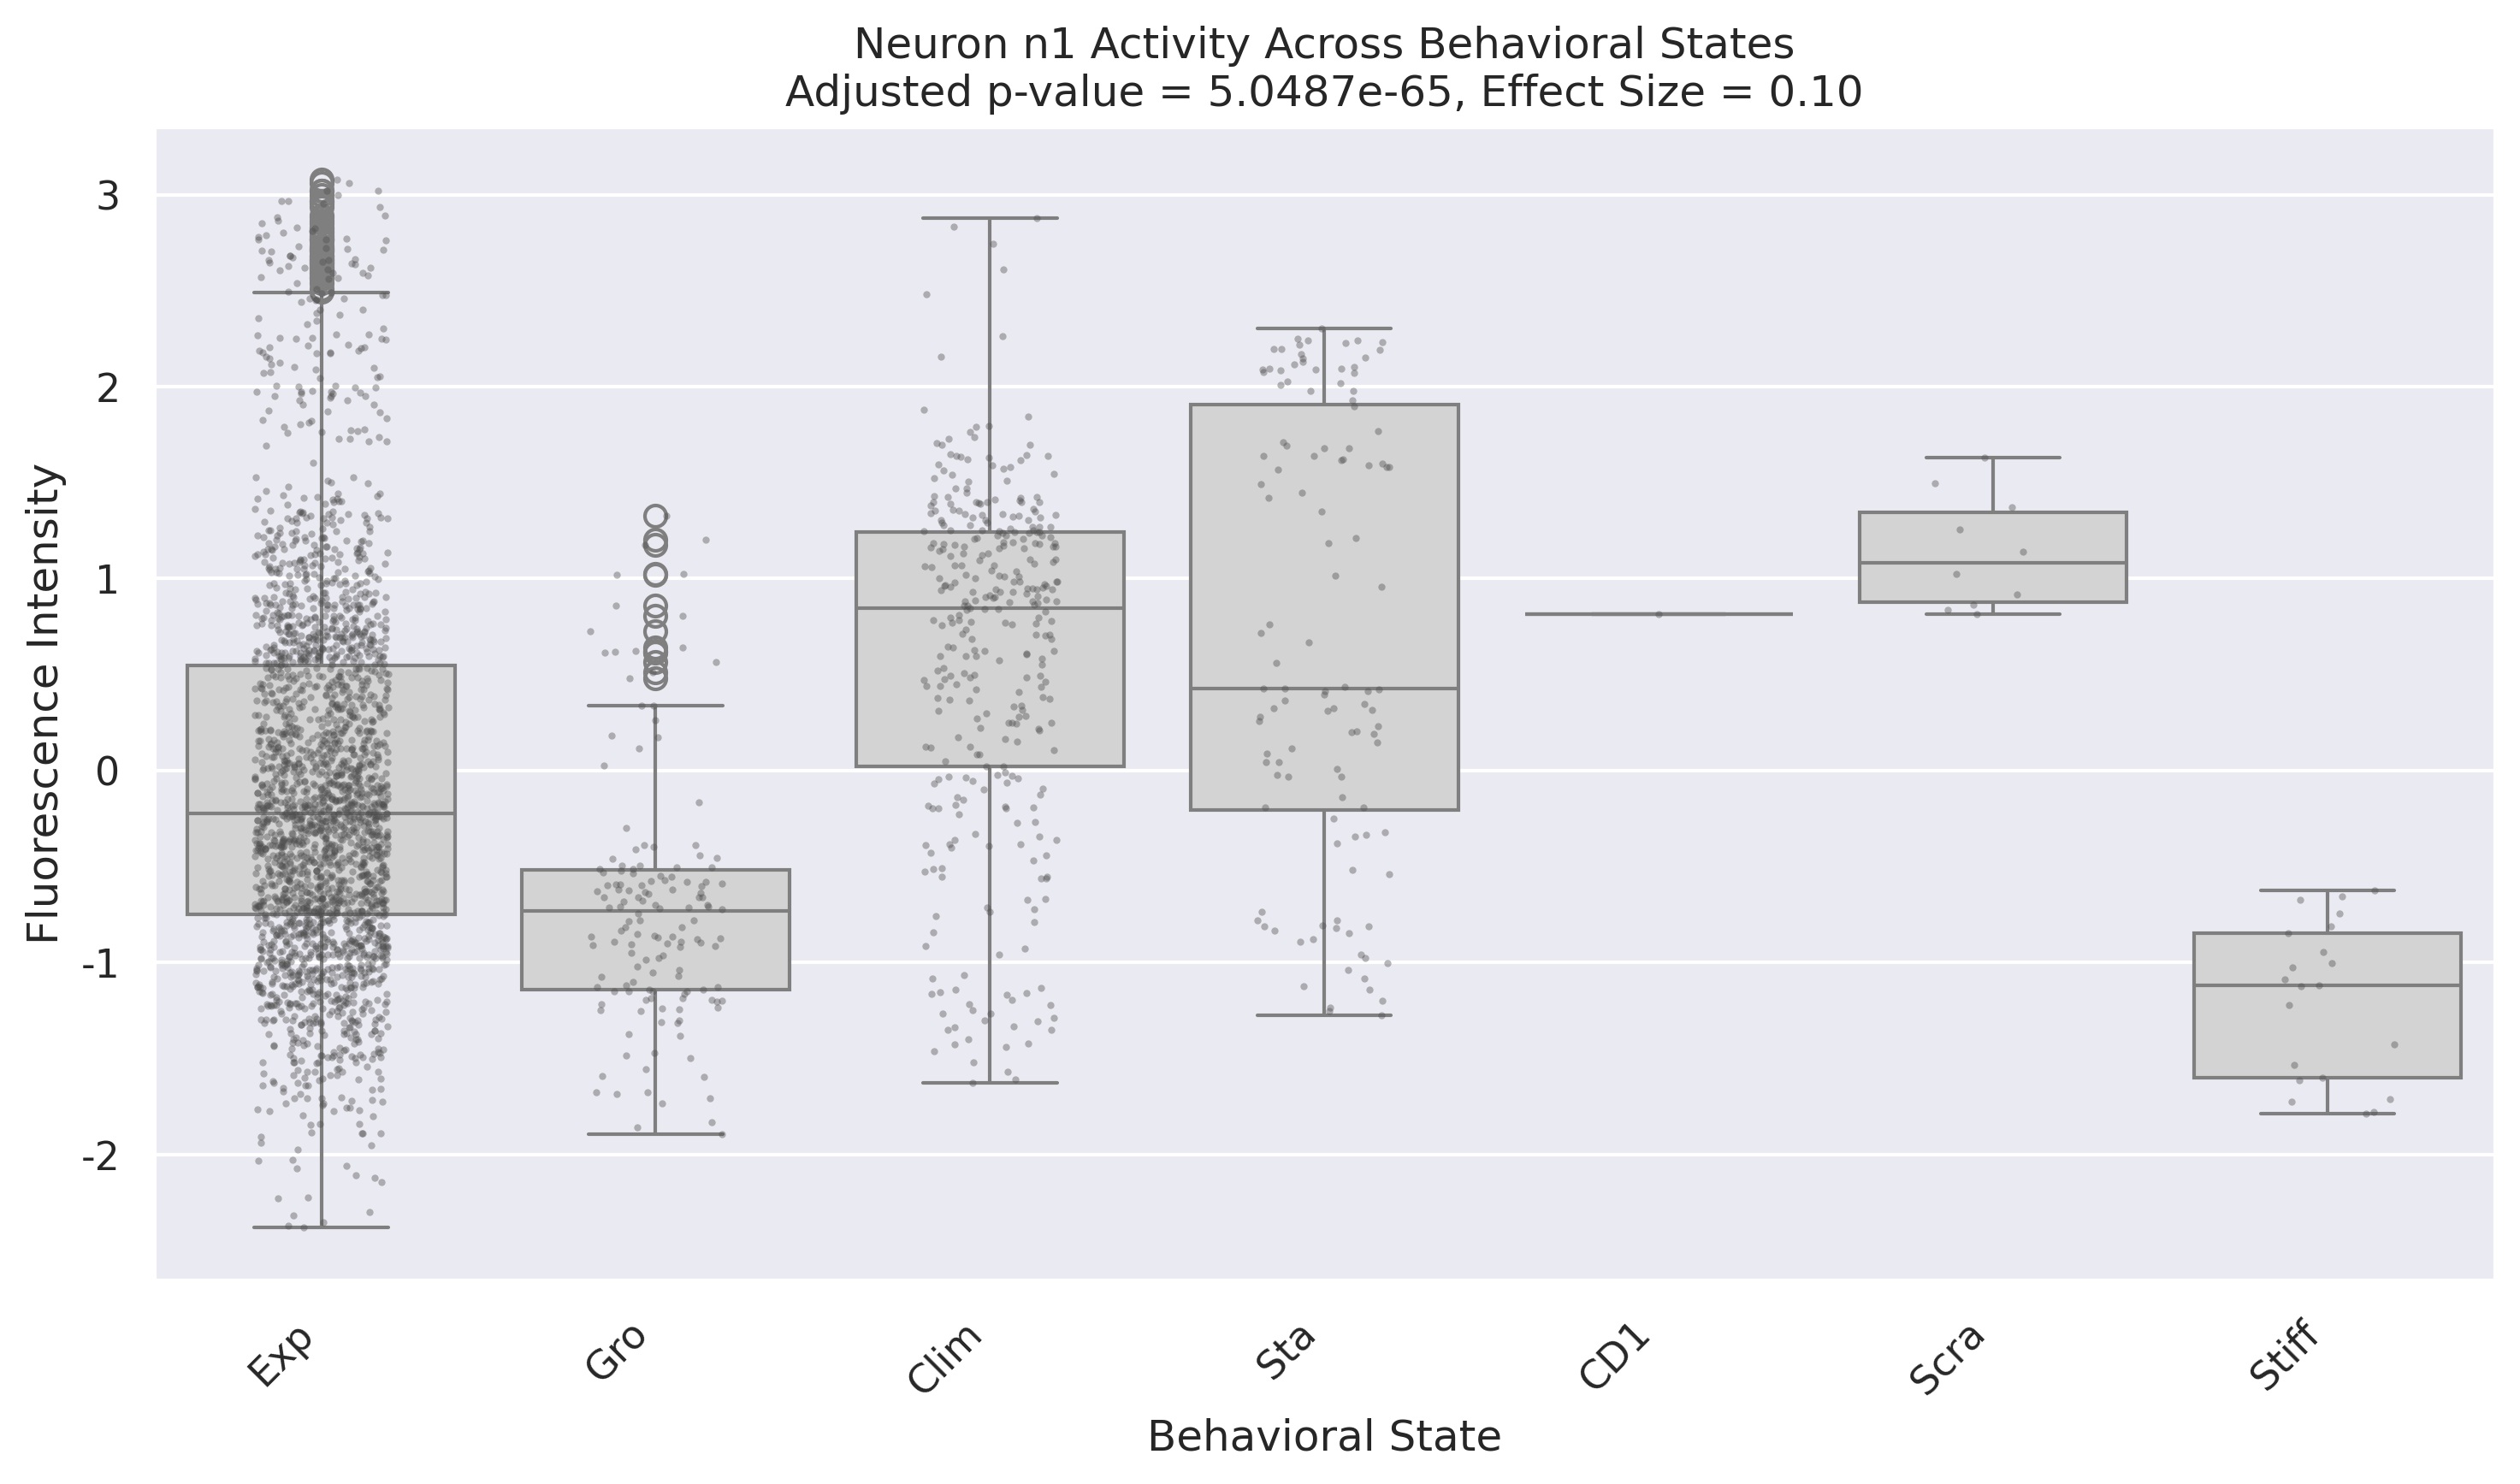 Neuron n1 Activity Across Behavioral States
Adjusted p-value = 5.0487e-65, Effect Size = 0.10
Fluorescence Intensity
3
2
1
0
-1
-2
Exp
Gro
Clim
Sta
CD1
Scra
Stiff
Behavioral State